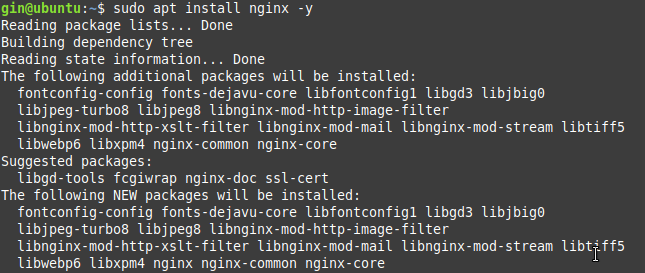 gin@ubuntu:~$ sudo apt install nginx -y
Reading package lists... Done
Building dependency tree
Reading state information... Done
The following additional packages will be installed:
  fontconfig-config fonts-dejavu-core libfontconfig1 libgd3 libjbig0
  libjpeg-turbo8 libjpeg8 libnginx-mod-http-image-filter
  libnginx-mod-http-xslt-filter libnginx-mod-mail libnginx-mod-stream libtiff5
  libwebp6 libxpm4 nginx-common nginx-core
Suggested packages:
  libgd-tools fcgiwrap nginx-doc ssl-cert
The following NEW packages will be installed:
  fontconfig-config fonts-dejavu-core libfontconfig1 libgd3 libjbig0
  libjpeg-turbo8 libjpeg8 libnginx-mod-http-image-filter
  libnginx-mod-http-xslt-filter libnginx-mod-mail libnginx-mod-stream libtiff5
  libwebp6 libxpm4 nginx nginx-common nginx-core